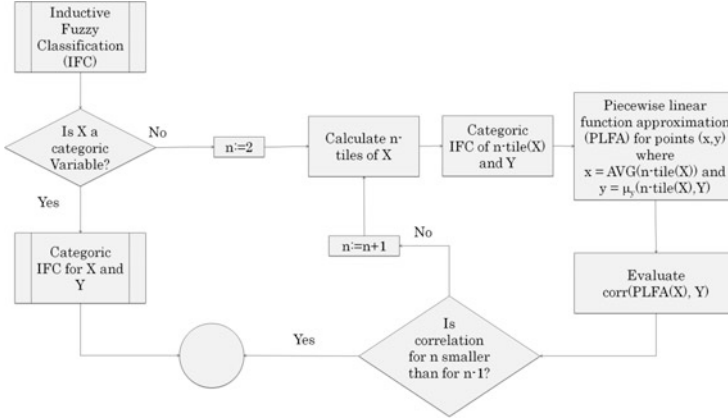 Inductive
Fuzzy
Classification
(IFC)
Is X a
categoric
Variable?
No
Yes
n:=2
Calculate n-
tiles of X
Categoric
IFC of n-tile(X)
and Y
Piecewise linear
function approximation
(PLFA) for points (x,y)
where
x = AVG(n-tile(X)) and
y = μy(n-tile(X),Y)
Categoric
IFC for X and
Y
n:=n+1
No
Evaluate
corr(PLFA(X), Y)
Yes
Is
correlation
for n smaller
than for n-1?